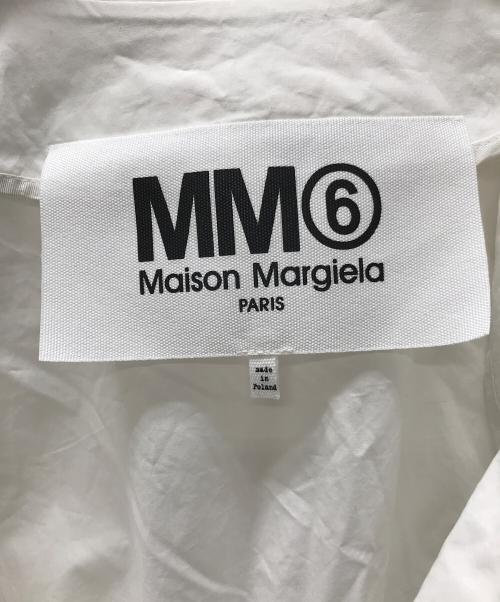 MM⑥
Maison Margiela
PARIS
made
in
Poland